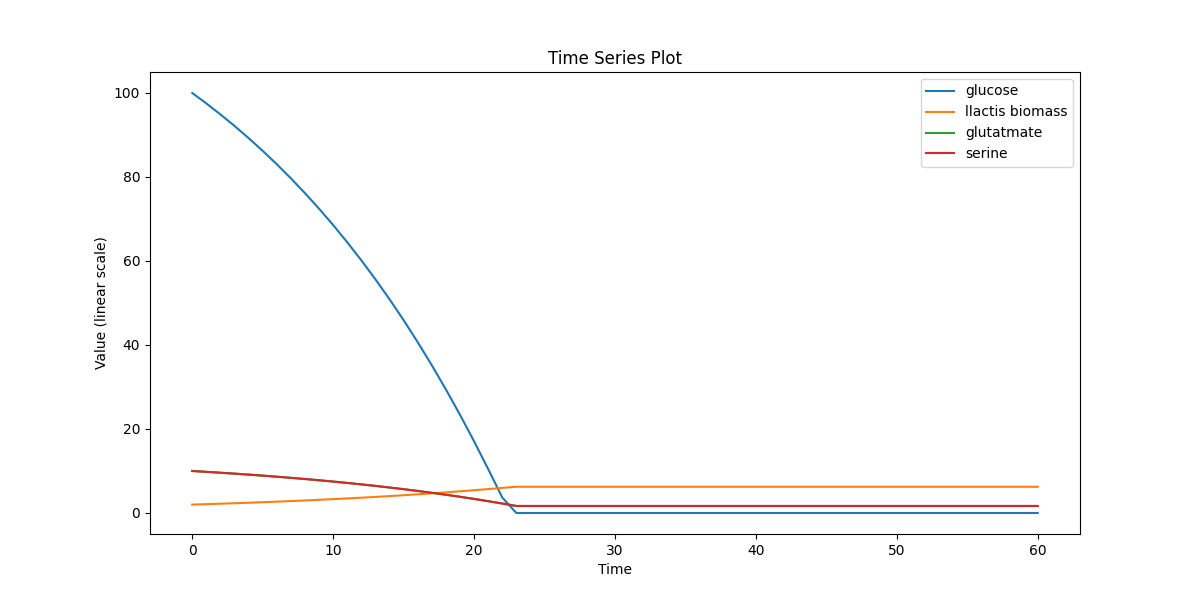 Time Series Plot
glucose
llactis biomass
glutatmate
serine
Value (linear scale)
100
80
60
40
20
0
0 10 20 30 40 50 60
Time